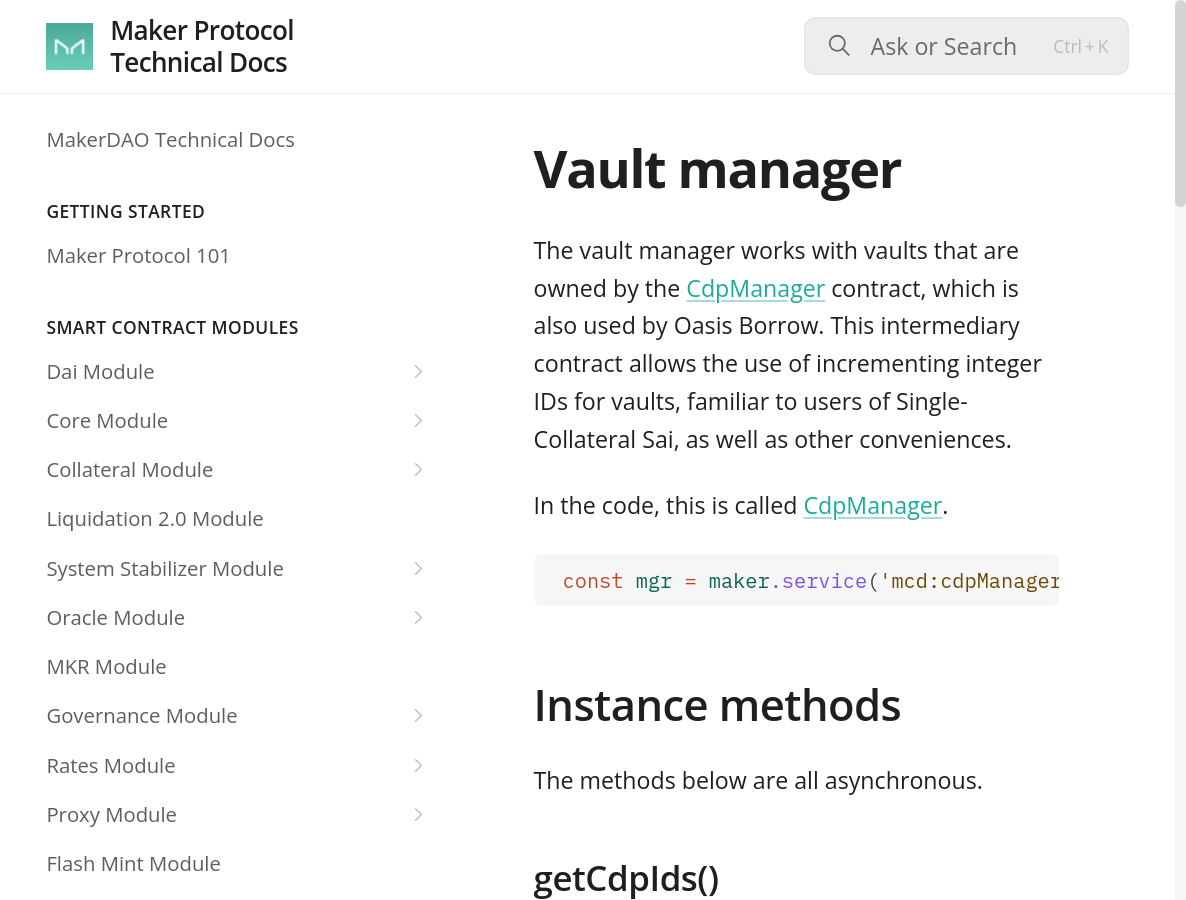 Maker Protocol
Technical Docs
Ask or Search
Ctrl + K
MakerDAO Technical Docs
GETTING STARTED
Maker Protocol 101
SMART CONTRACT MODULES
Dai Module
Core Module
Collateral Module
Liquidation 2.0 Module
System Stabilizer Module
Oracle Module
MKR Module
Governance Module
Rates Module
Proxy Module
Flash Mint Module
Vault manager
The vault manager works with vaults that are
owned by the CdpManager contract, which is
also used by Oasis Borrow. This intermediary
contract allows the use of incrementing integer
IDs for vaults, familiar to users of Single-
Collateral Sai, as well as other conveniences.
In the code, this is called CdpManager.
const mgr = maker.service('mcd:cdpManager
Instance methods
The methods below are all asynchronous.
getCdpIds()